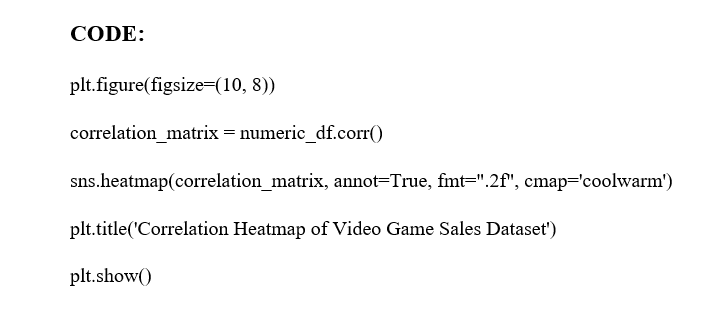 CODE:
plt.figure(figsize=(10, 8))
correlation_matrix = numeric_df.corr()
sns.heatmap(correlation_matrix, annot=True, fmt=".2f", cmap='coolwarm')
plt.title('Correlation Heatmap of Video Game Sales Dataset')
plt.show()